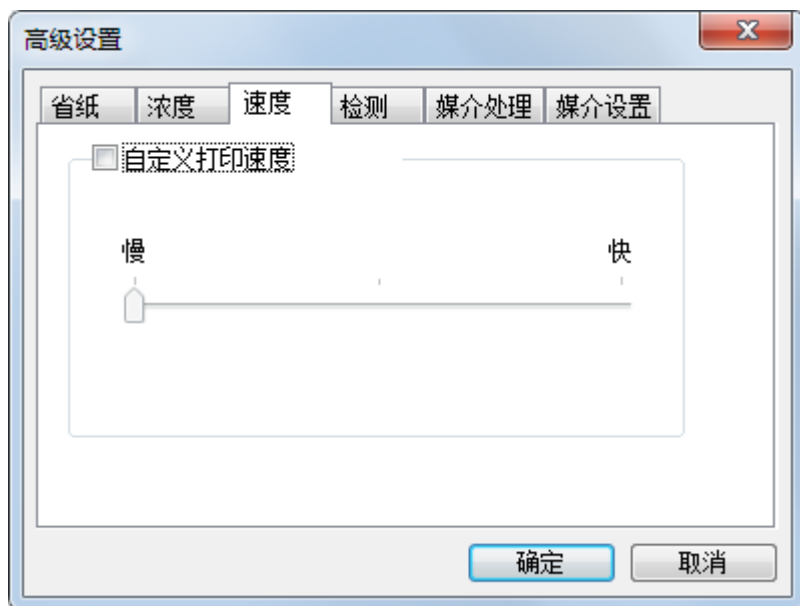 高级设置
省纸 浓度 速度 检测 媒介处理 媒介设置
自定义打印速度
慢 快
确定 取消